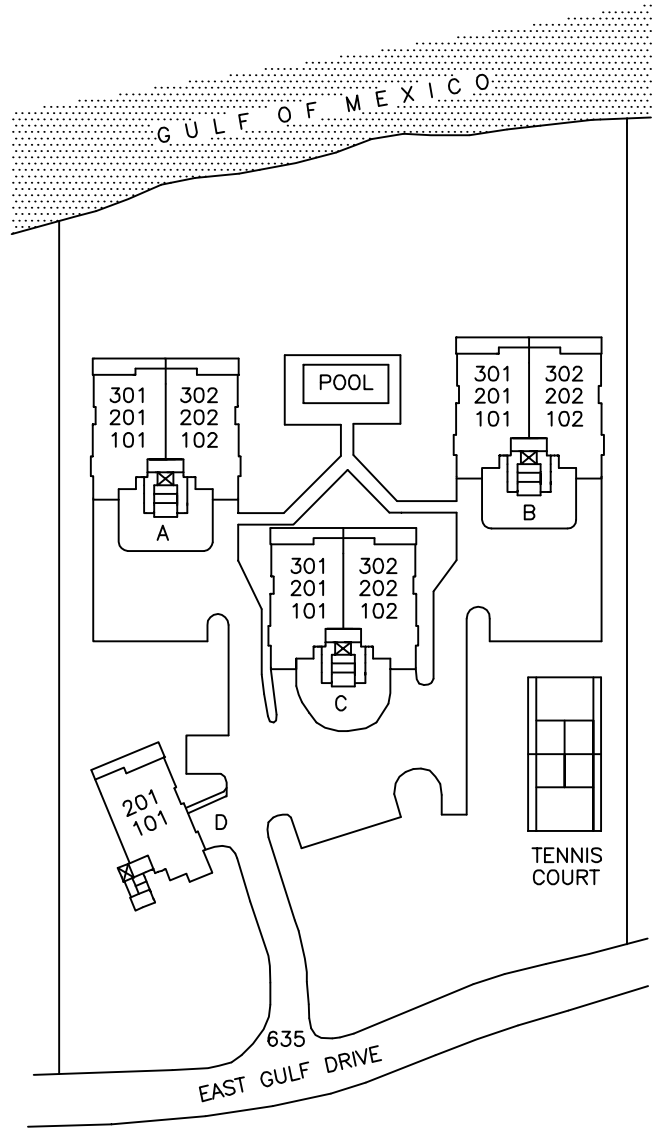 GULF OF MEXICO
301 302
201 202
101 102
A
POOL
301 302
201 202
101 102
B
301 302
201 202
101 102
C
201
101
D
TENNIS
COURT
635
EAST GULF DRIVE